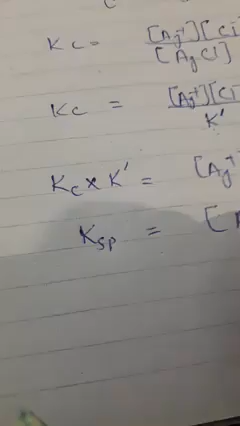 Kc = [Ag+][Cl / [AgCl]
Kc = [Ag+][Cl / K'
Kc × K' = [Ag+
Ksp = [